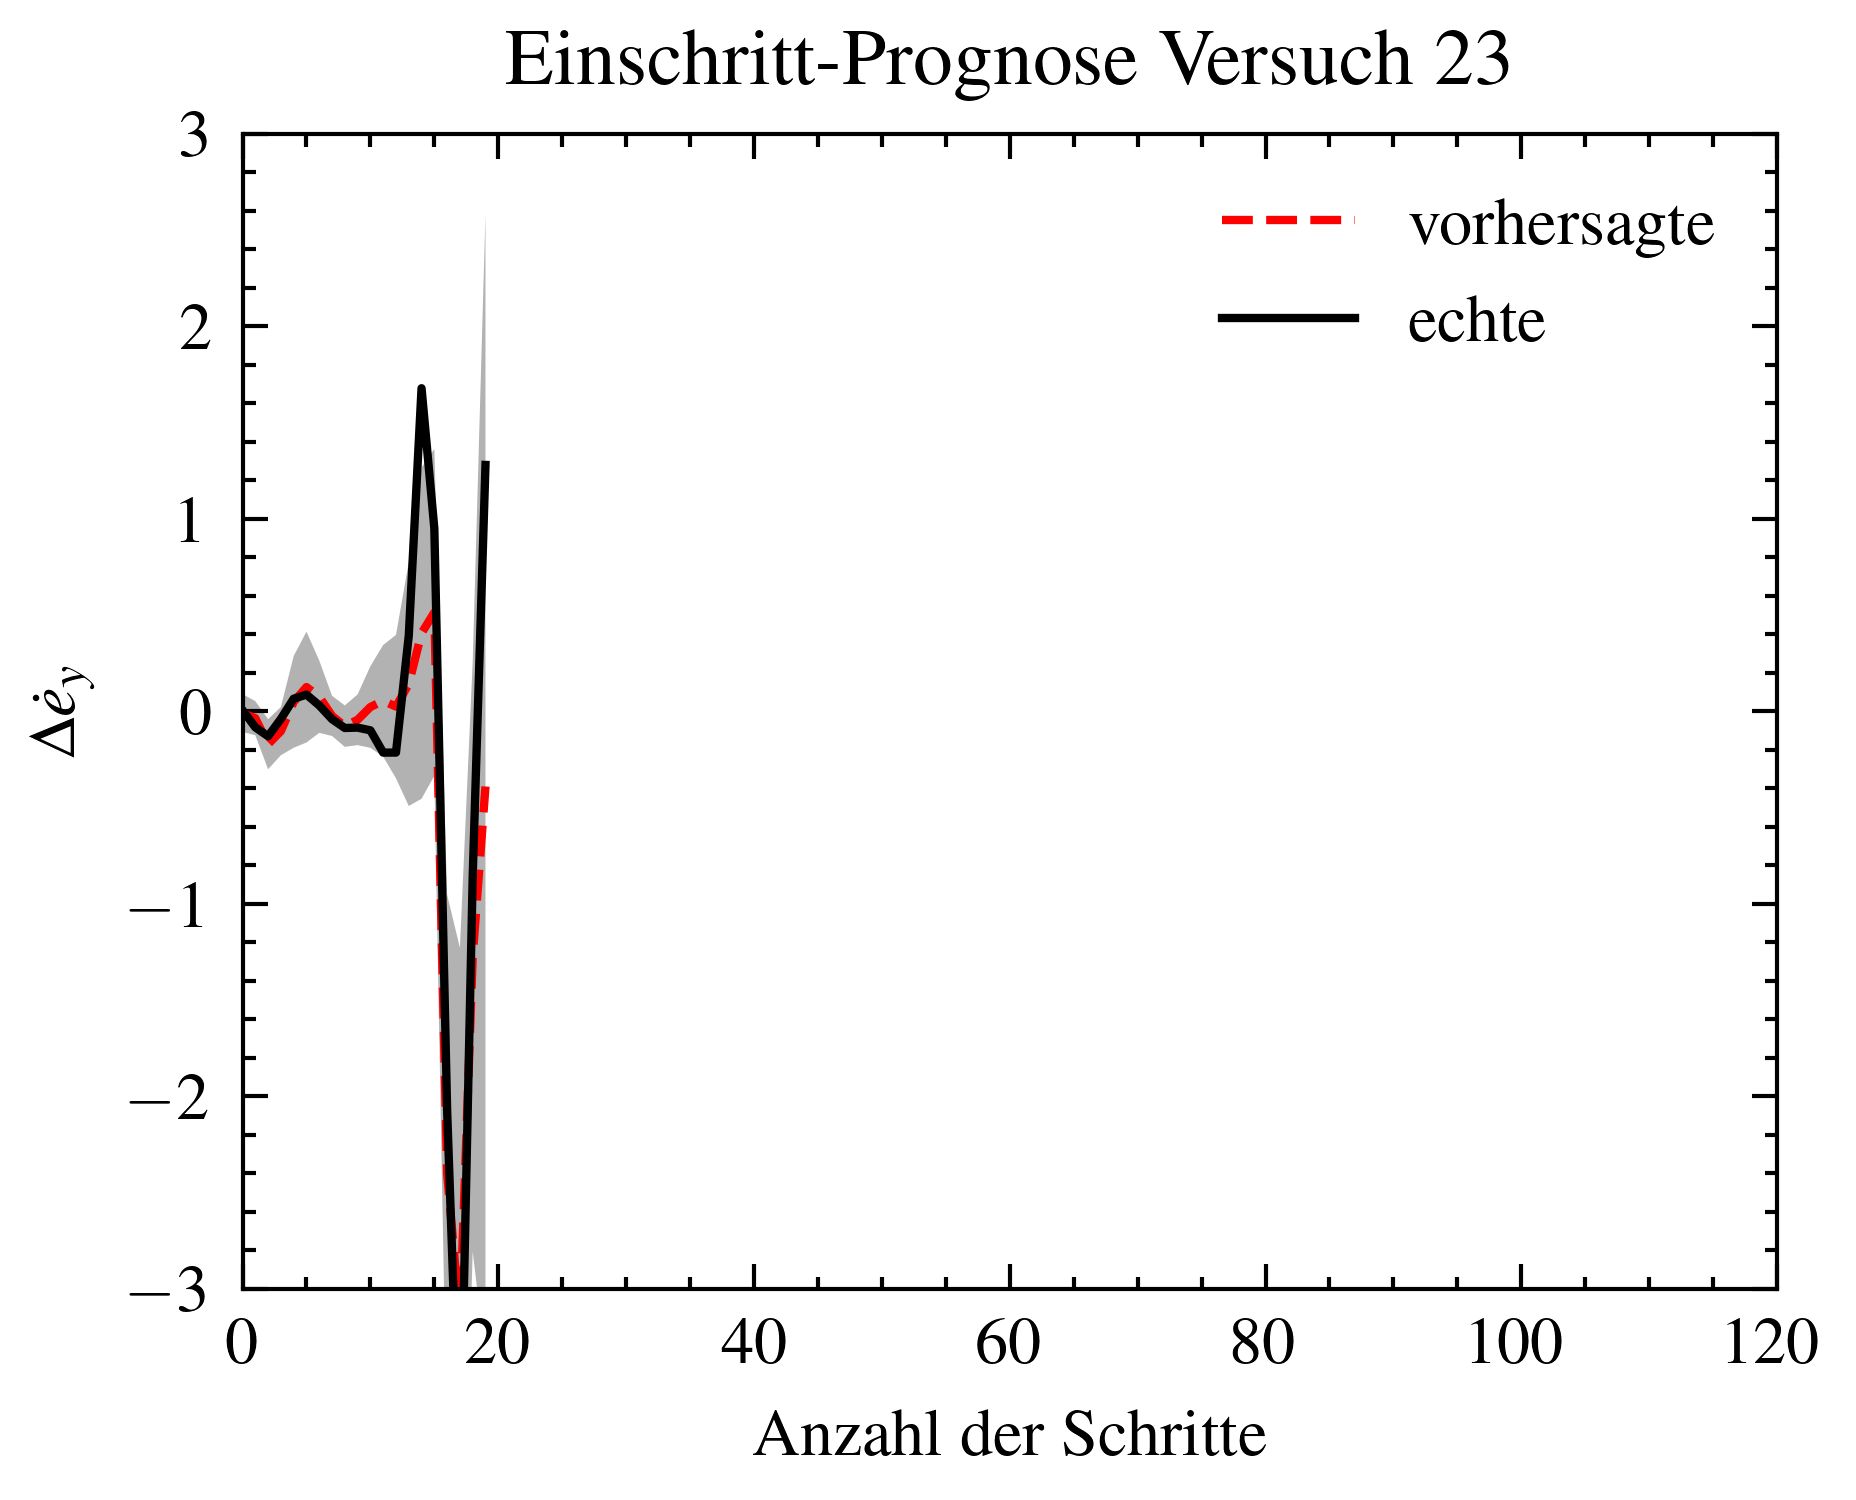 Einschritt-Prognose Versuch 23
3
2
1
0
−1
−2
−3
Δė_y
vorhersagte
echte
0 20 40 60 80 100 120
Anzahl der Schritte